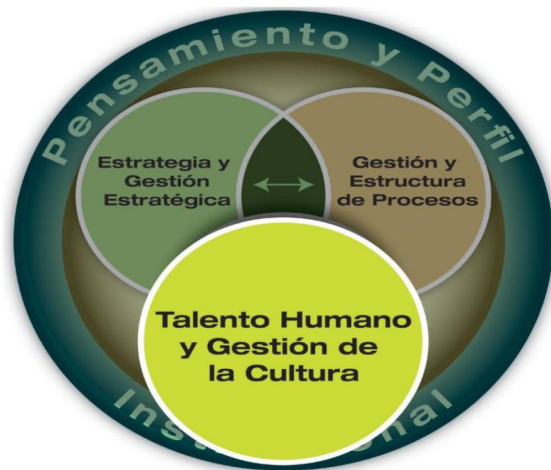 Pensamiento y Perfil
Estrategia y
Gestión
Estratégica
Gestión y
Estructura
de Procesos
Talento Humano
y Gestión de
la Cultura